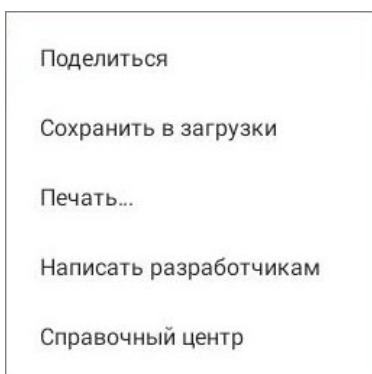 Поделиться
Сохранить в загрузки
Печать...
Написать разработчикам
Справочный центр